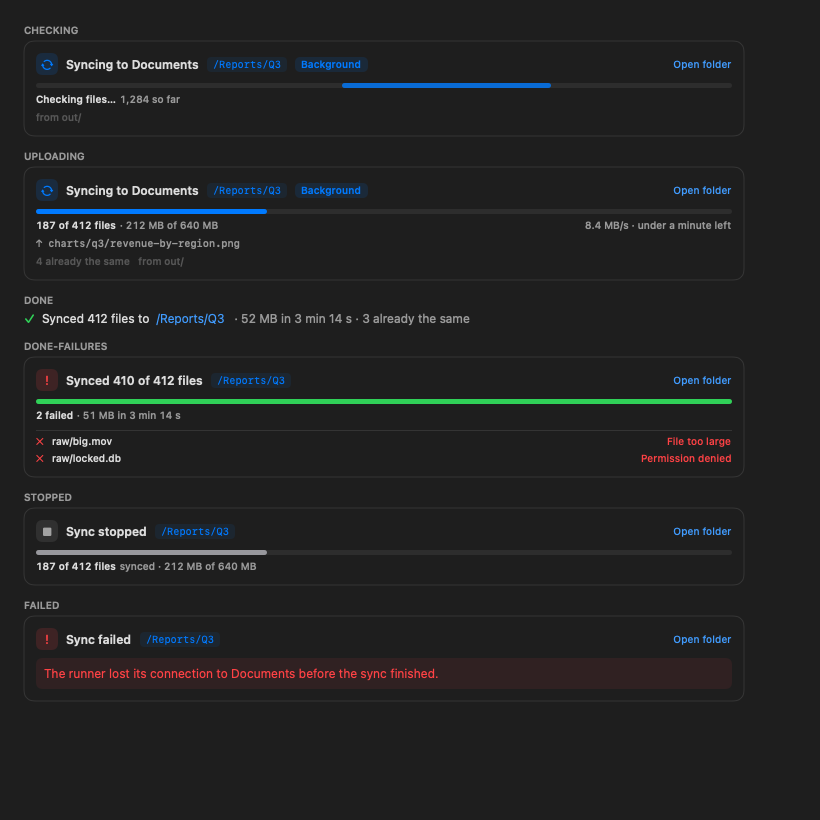 CHECKING
Syncing to Documents /Reports/Q3 Background Open folder
Checking files... 1,284 so far
from out/
UPLOADING
Syncing to Documents /Reports/Q3 Background Open folder
187 of 412 files · 212 MB of 640 MB 8.4 MB/s · under a minute left
↑ charts/q3/revenue-by-region.png
4 already the same from out/
DONE
Synced 412 files to /Reports/Q3 · 52 MB in 3 min 14 s · 3 already the same
DONE-FAILURES
! Synced 410 of 412 files /Reports/Q3 Open folder
2 failed · 51 MB in 3 min 14 s
raw/big.mov File too large
raw/locked.db Permission denied
STOPPED
Sync stopped /Reports/Q3 Open folder
187 of 412 files synced · 212 MB of 640 MB
FAILED
! Sync failed /Reports/Q3 Open folder
The runner lost its connection to Documents before the sync finished.